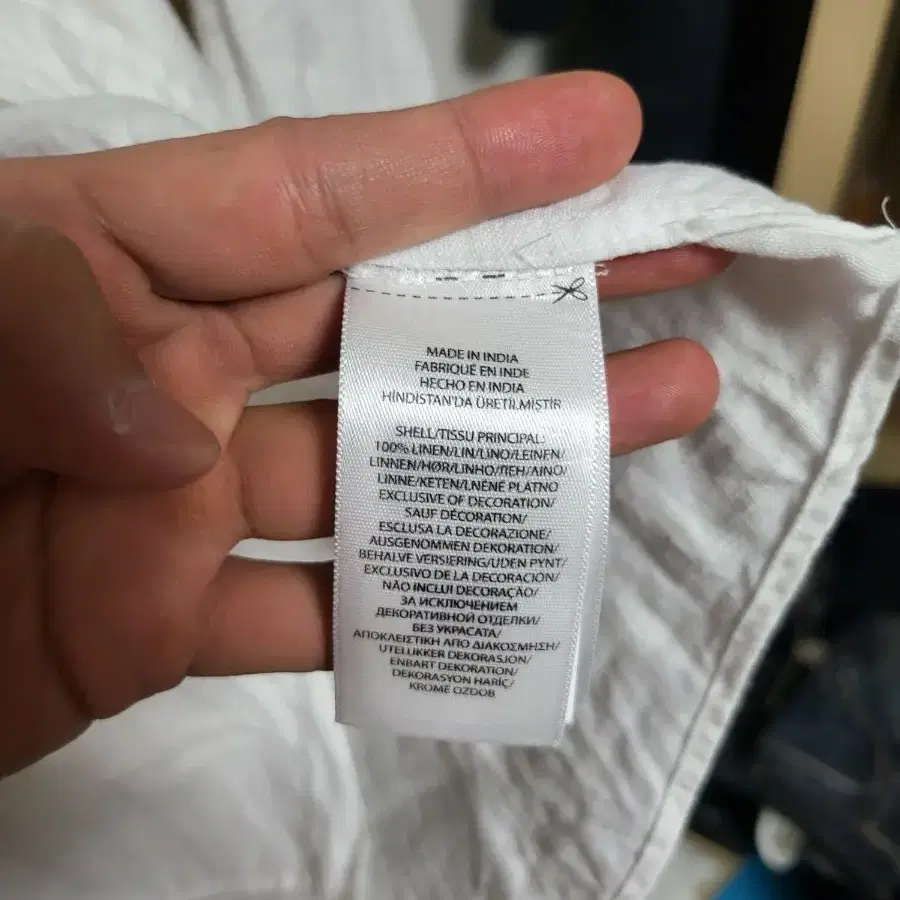 MADE IN INDIA
FABRIQUÉ EN INDE
HECHO EN INDIA
HINDISTAN'DA ÜRETILMIŞTIR
SHELL/TISSU PRINCIPAL:
100% LINEN/LIN/LINO/LEINEN/
LINNEN/HØR/LINHO/ЛЕН/ΛΙΝΟ/
LINNE/KETEN/LNĚNÉ PLÁTNO
EXCLUSIVE OF DECORATION/
SAUF DÉCORATION/
ESCLUSA LA DECORAZIONE/
AUSGENOMMEN DEKORATION/
BEHALVE VERSIERING/UDEN PYNT/
EXCLUSIVO DE LA DECORACIÓN/
NÃO INCLUI DECORAÇÃO/
ЗА ИСКЛЮЧЕНИЕМ
ДЕКОРАТИВНОЙ ОТДЕЛКИ/
БЕЗ УКРАСАТА/
ΑΠΟΚΛΕΙΣΤΙΚΗ ΑΠΟ ΔΙΑΚΟΣΜΗΣΗ/
UTELUKKER DEKORASJON/
ENBART DEKORATION/
DEKORASYON HARİÇ/
KROMĚ OZDOB